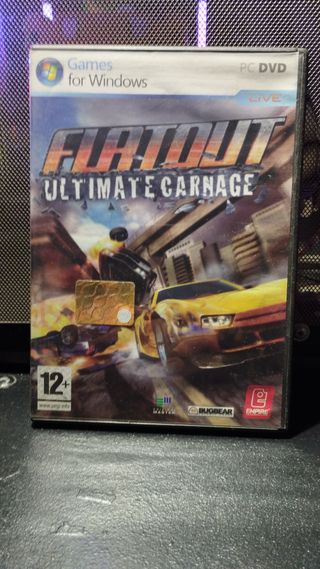 Games
for Windows
PC DVD
LIVE
FLATOUT
ULTIMATE CARNAGE
12+
www.pegi.info
BUGBEAR
EMPIRE